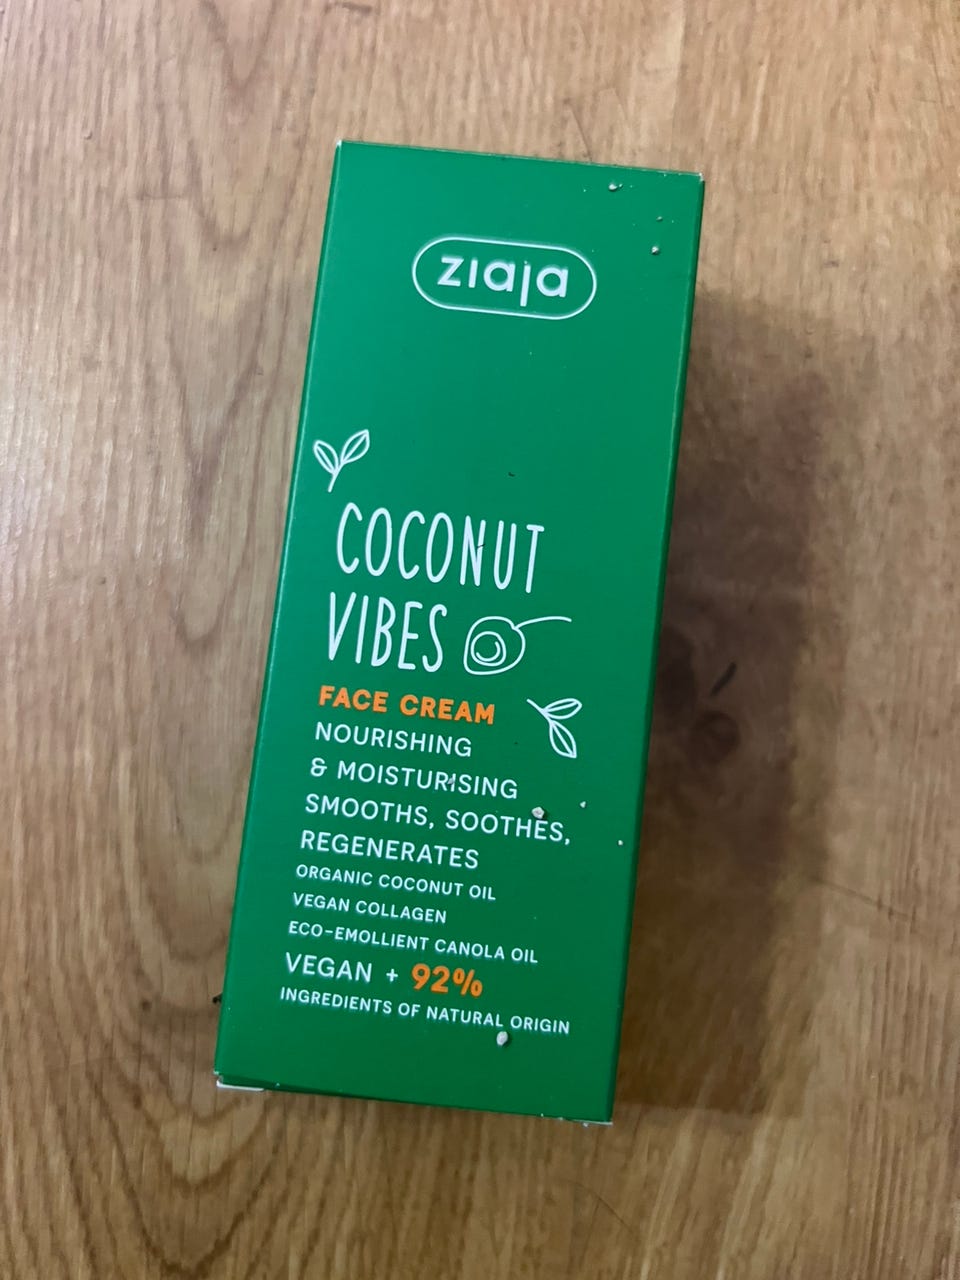 ziaja
COCONUT
VIBES
FACE CREAM
NOURISHING
& MOISTURISING
SMOOTHS, SOOTHES,
REGENERATES
ORGANIC COCONUT OIL
VEGAN COLLAGEN
ECO-EMOLLIENT CANOLA OIL
VEGAN + 92%
INGREDIENTS OF NATURAL ORIGIN